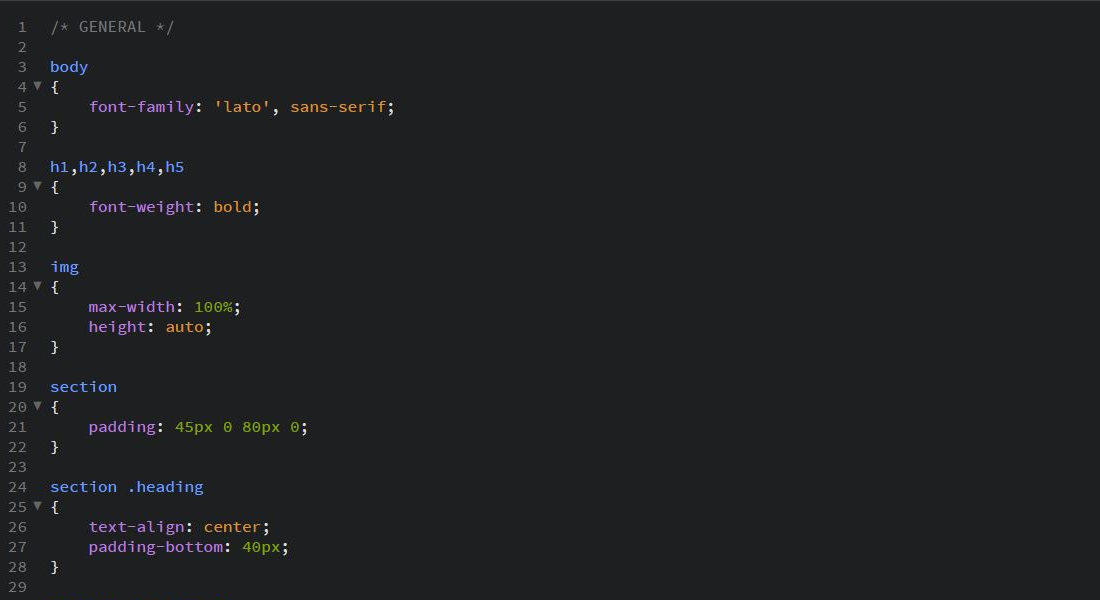 1 /* GENERAL */
2
3 body
4 {
5 font-family: 'lato', sans-serif;
6 }
7
8 h1,h2,h3,h4,h5
9 {
10 font-weight: bold;
11 }
12
13 img
14 {
15 max-width: 100%;
16 height: auto;
17 }
18
19 section
20 {
21 padding: 45px 0 80px 0;
22 }
23
24 section .heading
25 {
26 text-align: center;
27 padding-bottom: 40px;
28 }
29